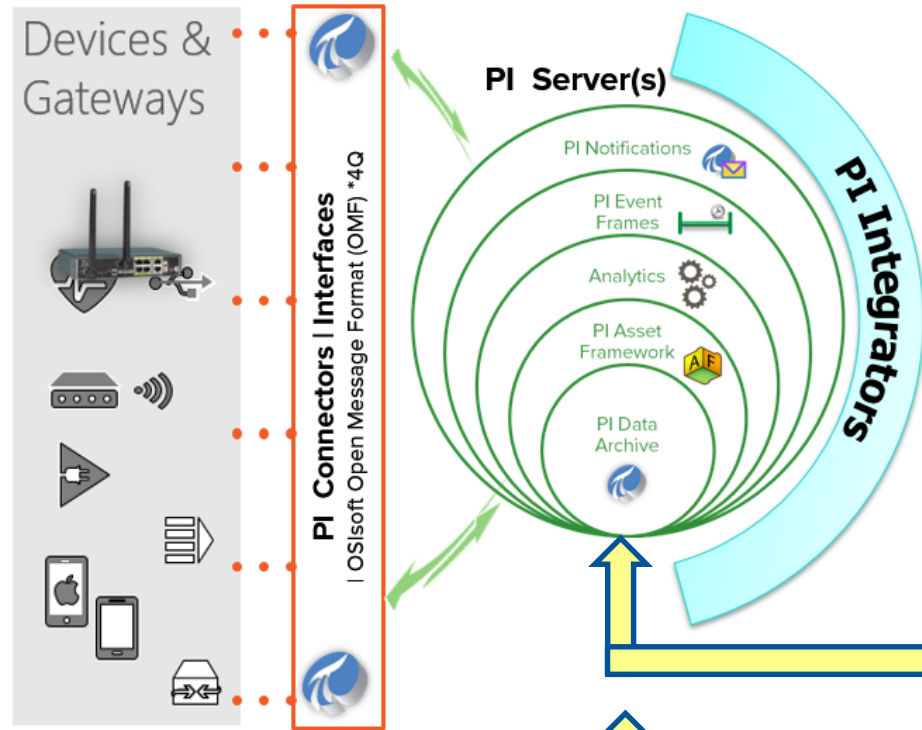 Devices &
Gateways
PI Connectors | Interfaces
| OSIsoft Open Message Format (OMF) *4Q
PI Server(s)
PI Notifications
PI Event
Frames
Analytics
PI Asset
Framework
A F
PI Data
Archive
PI Integrators